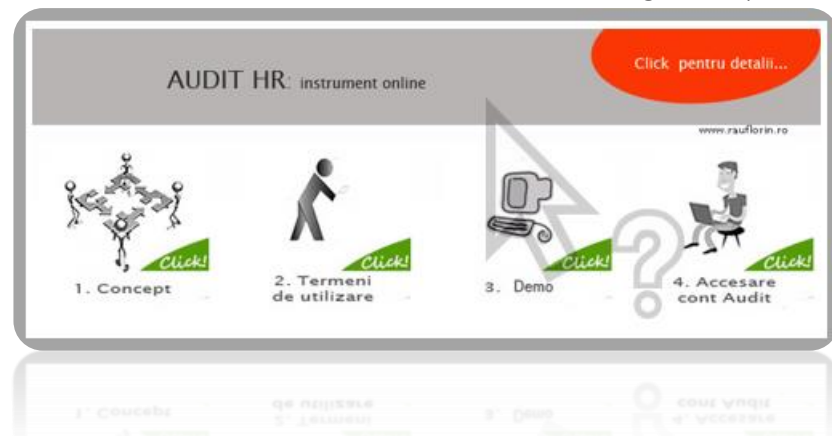 AUDIT HR: instrument online
Click pentru detalii...
www.rauflorin.ro
Click!
Click!
Click!
Click!
1. Concept
2. Termeni
de utilizare
3. Demo
4. Accesare
cont Audit